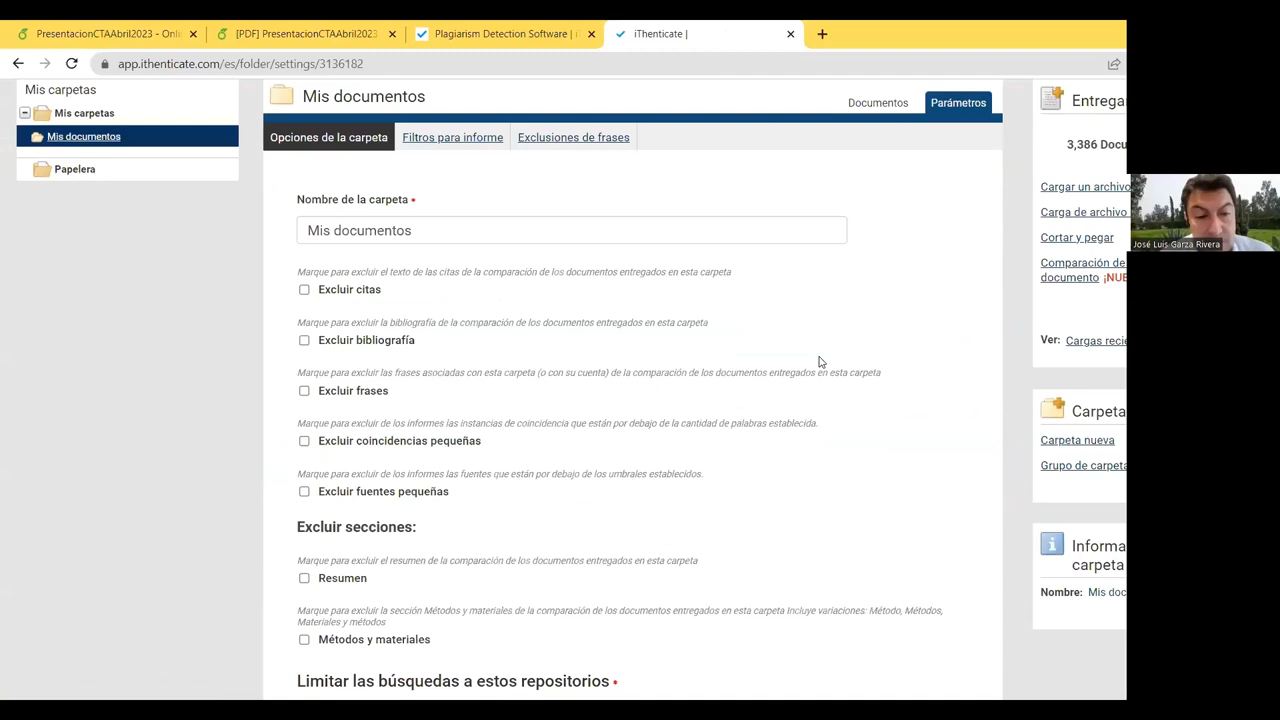 PresentacionCTAAbril2023 - Onli
[PDF] PresentacionCTAAbril2023
Plagiarism Detection Software | iT
iThenticate |
app.ithenticate.com/es/folder/settings/3136182
Mis carpetas
Mis carpetas
Mis documentos
Papelera
Mis documentos
Documentos
Parámetros
Opciones de la carpeta
Filtros para informe
Exclusiones de frases
Nombre de la carpeta •
Mis documentos
Marque para excluir el texto de las citas de la comparación de los documentos entregados en esta carpeta
Excluir citas
Marque para excluir la bibliografía de la comparación de los documentos entregados en esta carpeta
Excluir bibliografía
Marque para excluir las frases asociadas con esta carpeta (o con su cuenta) de la comparación de los documentos entregados en esta carpeta
Excluir frases
Marque para excluir de los informes las instancias de coincidencia que están por debajo de la cantidad de palabras establecida.
Excluir coincidencias pequeñas
Marque para excluir de los informes las fuentes que están por debajo de los umbrales establecidos.
Excluir fuentes pequeñas
Excluir secciones:
Marque para excluir el resumen de la comparación de los documentos entregados en esta carpeta
Resumen
Marque para excluir la sección Métodos y materiales de la comparación de los documentos entregados en esta carpeta Incluye variaciones: Método, Métodos,
Materiales y métodos
Métodos y materiales
Limitar las búsquedas a estos repositorios •
Entrega
3,386 Docu
Cargar un archivo
Carga de archivo
Cortar y pegar
Comparación de
documento ¡NUE
Ver: Cargas recie
Carpeta
Carpeta nueva
Grupo de carpeta
Informa
carpeta
Nombre: Mis doc
José Luis Garza Rivera